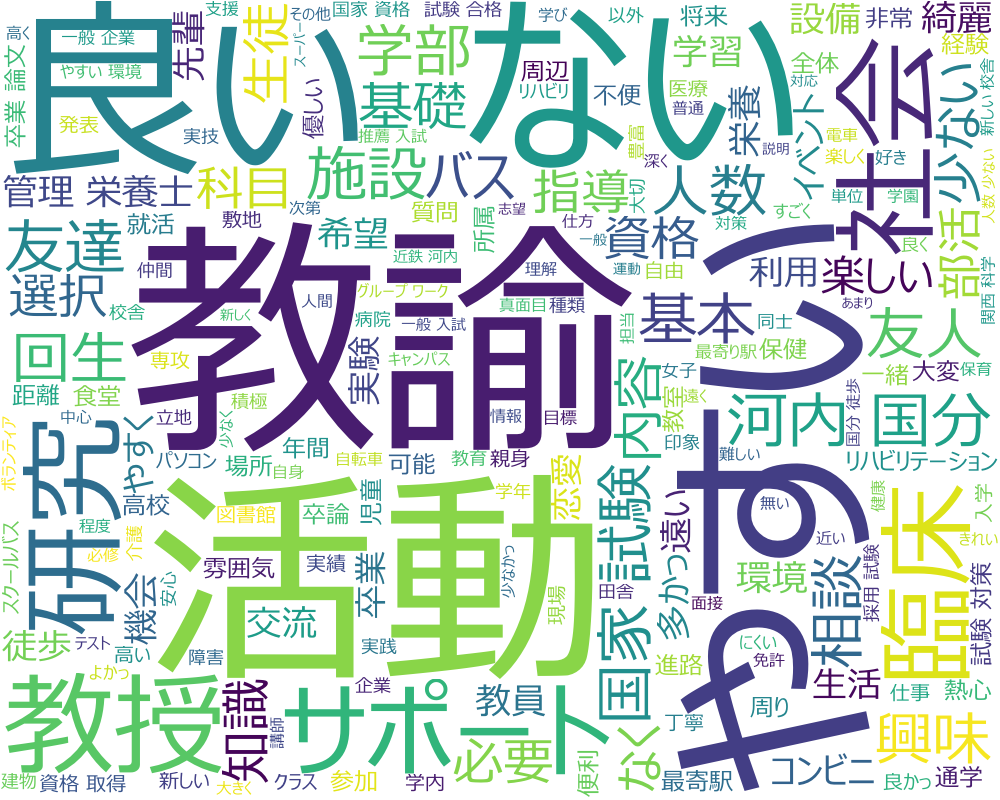 高く
支援
その他
国家 資格
試験 合格
学び
以外
将来
設備
非常
綺麗
一般 企業
先輩
生徒
スーパー
学部
周辺
学習
全体
経験
卒業 論文
やすい 環境
良い
ない
社会
リハビリ
不便
医療
対応
新しい 校舎
発表
実技
優しい
基礎
推薦 入試
豊富
普通
栄養
説明
イベント
電車
楽しく
好き
少ない
人数 少ない
管理 栄養士
科目
施設
バス
深く
指導
大切
人数
すごく
単位
学園
就活
敷地
次第
希望
質問
所属
志望
仕方
資格
対策
良く
友達
仲間
近鉄 河内
理解
一般
運動
自由
利用
楽しい
部活
関西 科学
選択
校舎
新しく
人間
グループ ワーク
真面目
種類
教諭
担当
基本
同士
あまり
友人
回生
専攻
病院
一般 入試
実験
キャンパス
最寄り駅
保健
一緒
大変
保育
距離
食堂
立地
積極
情報
目標
内容
女子
教室
遠く
河内 国分
国分 徒歩
ボランティア
中心
やすく
パソコン
少なく
場所
年間
自身
自転車
可能
教育
親身
印象
難しい
リハビリテーション
研究
高校
図書館
卒論
児童
学年
恋愛
国家 試験
遠い
無い
やすい
健康
入学
程度
必修
介護
活動
スクールバス
機会
安心
雰囲気
実績
卒業
少なかっ
現場
田舎
多かっ
環境
近い
臨床
きれい
徒歩
テスト
高い
障害
交流
実践
面接
にくい
免許
相談
採用 試験
試験 対策
よかっ
教授
知識
講師
企業
サポート
教員
進路
丁寧
周り
生活
仕事
熱心
興味
建物
資格 取得
新しい
大きく
クラス
参加
学内
必要
便利
なく
最寄駅
コンビニ
良かっ
通学